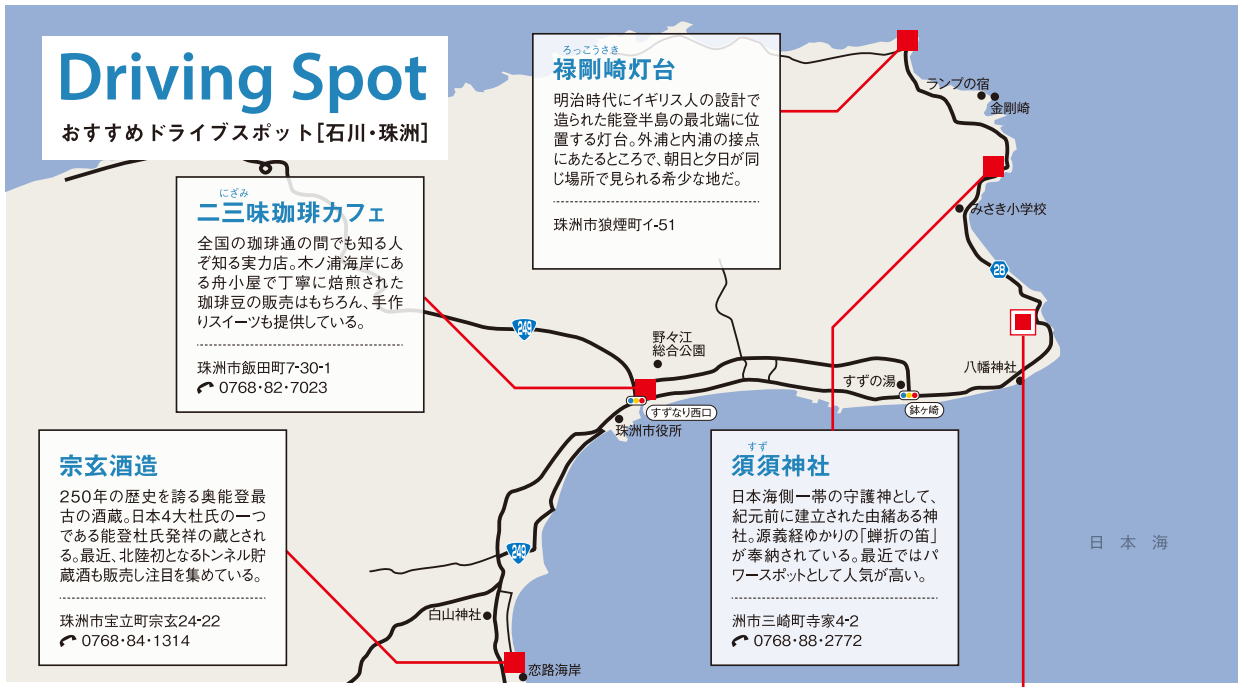 Driving Spot
おすすめドライブスポット[石川・珠洲]
ろっこうさき
禄剛崎灯台
明治時代にイギリス人の設計で
造られた能登半島の最北端に位
置する灯台。外浦と内浦の接点
にあたるところで、朝日と夕日が同
じ場所で見られる希少な地だ。
珠洲市狼煙町イ-51
にざみ
二三味珈琲カフェ
全国の珈琲通の間でも知る人
ぞ知る実力店。木ノ浦海岸にあ
る舟小屋で丁寧に焙煎された
珈琲豆の販売はもちろん、手作
りスイーツも提供している。
珠洲市飯田町7-30-1
0768・82・7023
宗玄酒造
250年の歴史を誇る奥能登最
古の酒蔵。日本4大杜氏の一つ
である能登杜氏発祥の蔵とされ
る。最近、北陸初となるトンネル貯
蔵酒も販売し注目を集めている。
珠洲市宝立町宗玄24-22
0768・84・1314
すず
須須神社
日本海側一帯の守護神として、
紀元前に建立された由緒ある神
社。源義経ゆかりの「蝉折の笛」
が奉納されている。最近ではパ
ワースポットとして人気が高い。
洲市三崎町寺家4-2
0768・88・2772
ランプの宿
金剛崎
みさき小学校
28
249
野々江
総合公園
すずの湯
八幡神社
鉢ヶ崎
すずなり西口
珠洲市役所
249
白山神社
恋路海岸
日本海